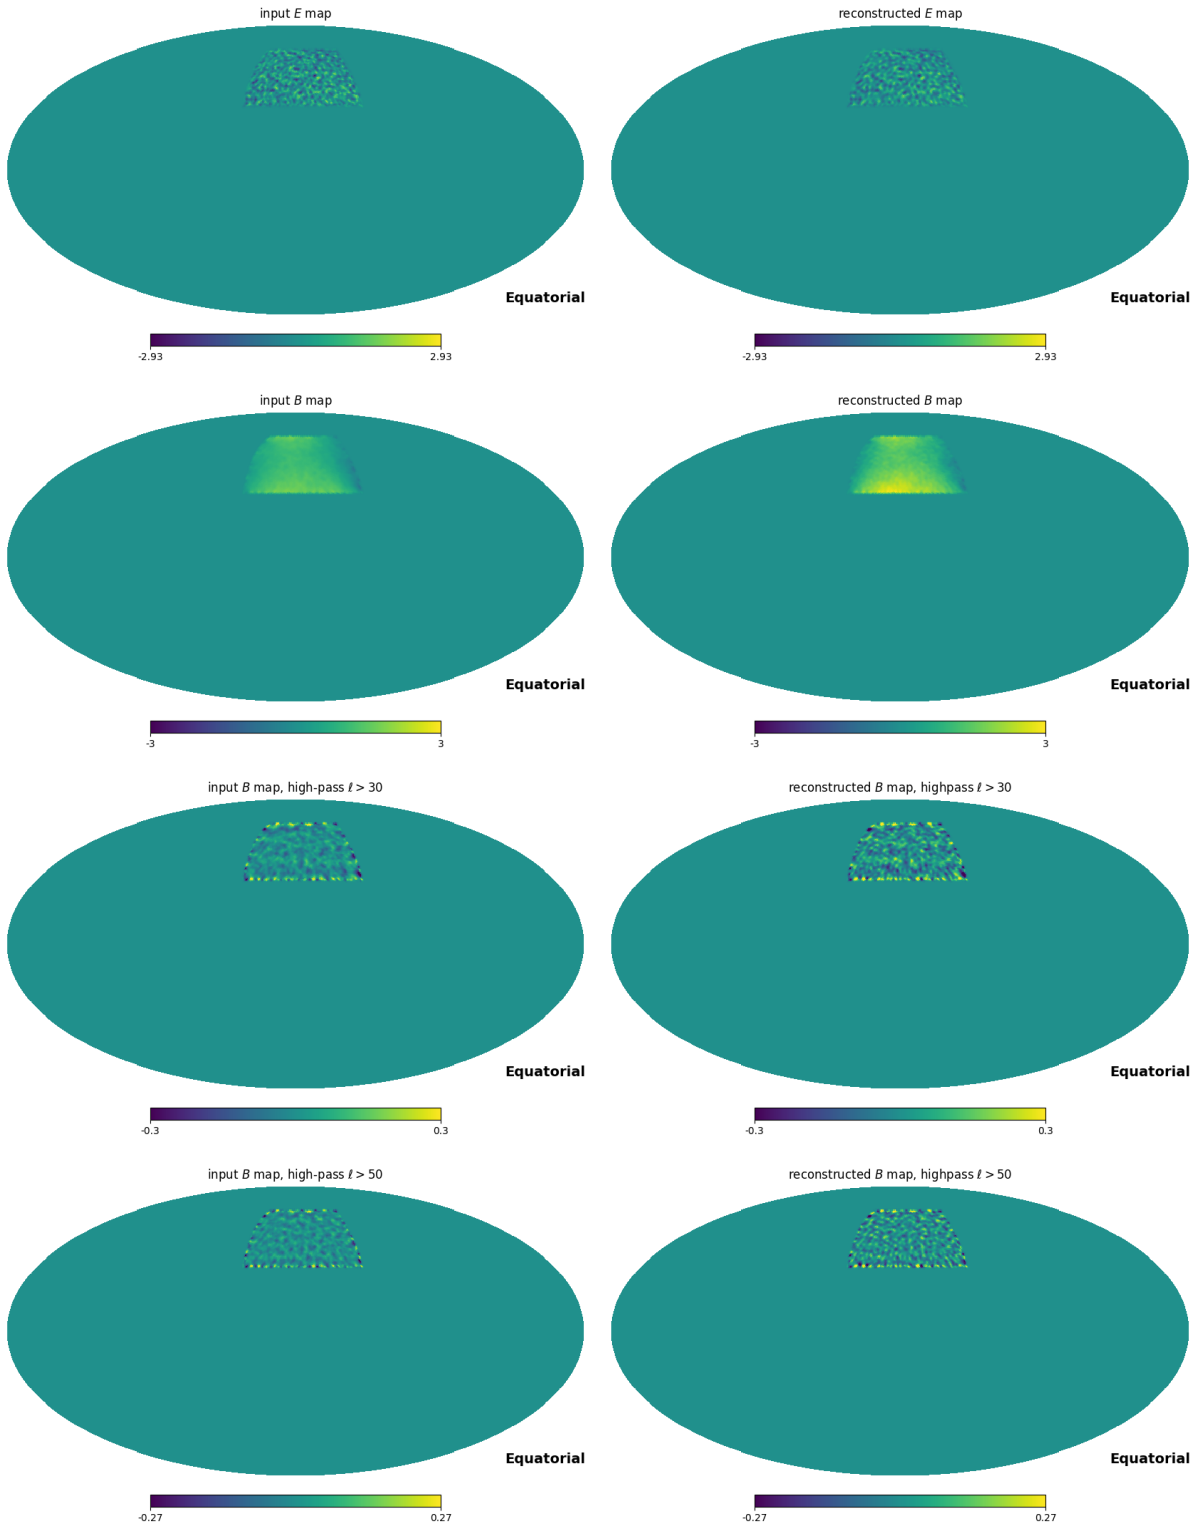 input E map
reconstructed E map
Equatorial
Equatorial
-2.93
2.93
-2.93
2.93
input B map
reconstructed B map
Equatorial
Equatorial
-3
3
-3
3
input B map, high-pass ℓ > 30
reconstructed B map, highpass ℓ > 30
Equatorial
Equatorial
-0.3
0.3
-0.3
0.3
input B map, high-pass ℓ > 50
reconstructed B map, highpass ℓ > 50
Equatorial
Equatorial
-0.27
0.27
-0.27
0.27